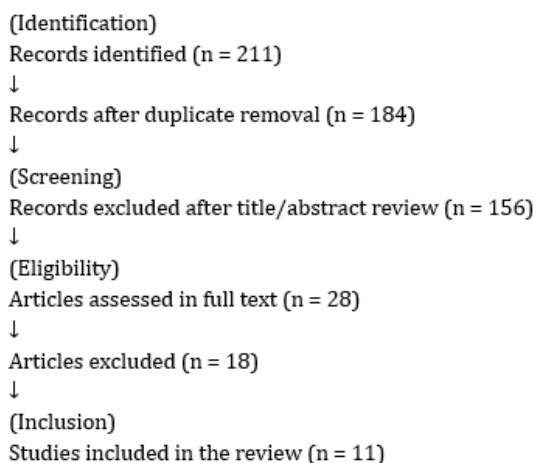 (Identification)
Records identified (n = 211)
↓
Records after duplicate removal (n = 184)
↓
(Screening)
Records excluded after title/abstract review (n = 156)
↓
(Eligibility)
Articles assessed in full text (n = 28)
↓
Articles excluded (n = 18)
↓
(Inclusion)
Studies included in the review (n = 11)